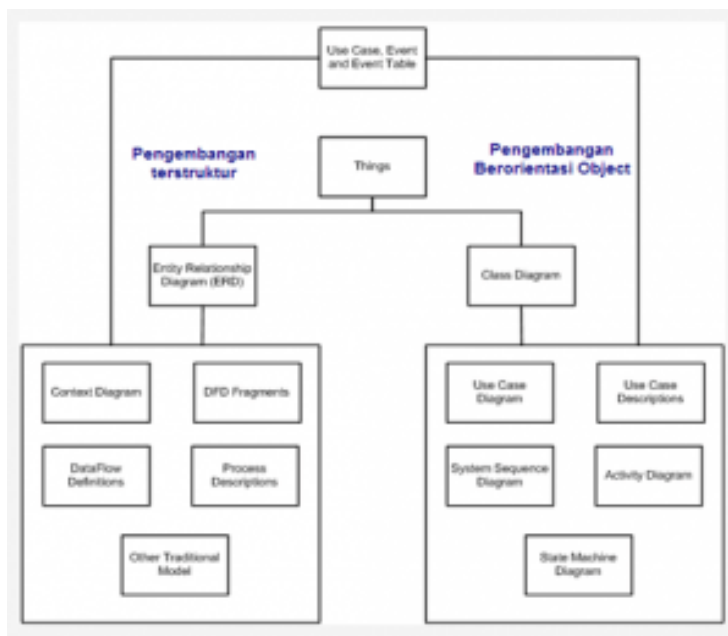 Use Case, Event
and Event Table
Pengembangan
terstruktur
Things
Pengembangan
Berorientasi Object
Entity Relationship
Diagram (ERD)
Class Diagram
Context Diagram
DFD Fragments
Use Case
Diagram
Use Case
Descriptions
DataFlow
Definitions
Process
Descriptions
System Sequence
Diagram
Activity Diagram
Other Traditional
Model
State Machine
Diagram